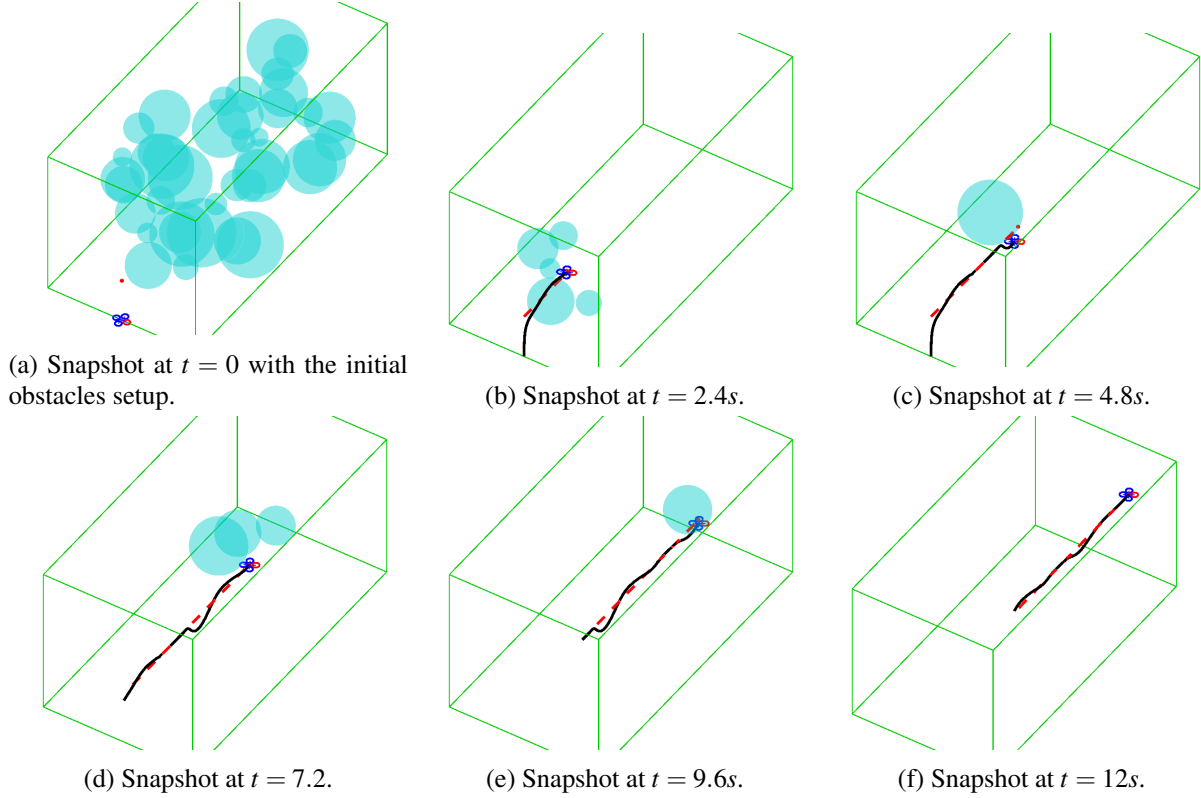 (a) Snapshot at t = 0 with the initial
obstacles setup.
(b) Snapshot at t = 2.4s.
(c) Snapshot at t = 4.8s.
(d) Snapshot at t = 7.2.
(e) Snapshot at t = 9.6s.
(f) Snapshot at t = 12s.